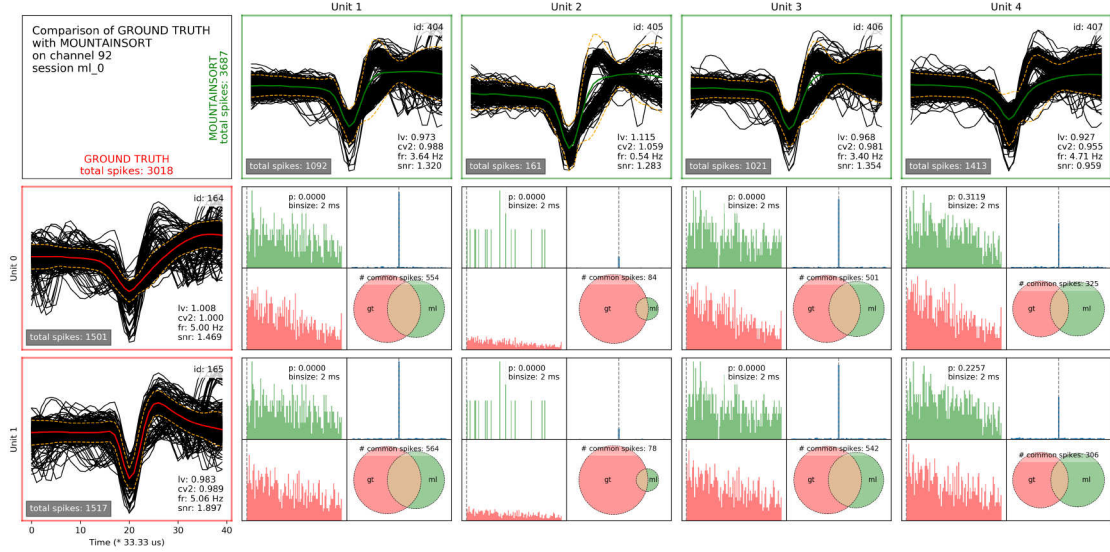 Unit 1
Unit 2
Unit 3
Unit 4
Comparison of GROUND TRUTH
with MOUNTAINSORT
on channel 92
session ml_0
MOUNTAINSORT
total spikes: 3687
GROUND TRUTH
total spikes: 3018
id: 404
lv: 0.973
cv2: 0.988
fr: 3.64 Hz
snr: 1.320
total spikes: 1092
id: 405
lv: 1.115
cv2: 1.059
fr: 0.54 Hz
snr: 1.283
total spikes: 161
id: 406
lv: 0.968
cv2: 0.981
fr: 3.40 Hz
snr: 1.354
total spikes: 1021
id: 407
lv: 0.927
cv2: 0.955
fr: 4.71 Hz
snr: 0.959
total spikes: 1413
Unit 0
id: 164
lv: 1.008
cv2: 1.000
fr: 5.00 Hz
snr: 1.469
total spikes: 1501
p: 0.0000
binsize: 2 ms
# common spikes: 554
gt
ml
p: 0.0000
binsize: 2 ms
# common spikes: 84
gt
ml
p: 0.0000
binsize: 2 ms
# common spikes: 501
gt
ml
p: 0.3119
binsize: 2 ms
# common spikes: 325
gt
ml
Unit 1
id: 165
lv: 0.983
cv2: 0.989
fr: 5.06 Hz
snr: 1.897
total spikes: 1517
p: 0.0000
binsize: 2 ms
# common spikes: 564
gt
ml
p: 0.0000
binsize: 2 ms
# common spikes: 78
gt
ml
p: 0.0000
binsize: 2 ms
# common spikes: 542
gt
ml
p: 0.2257
binsize: 2 ms
# common spikes: 306
gt
ml
0 10 20 30 40
Time (* 33.33 us)